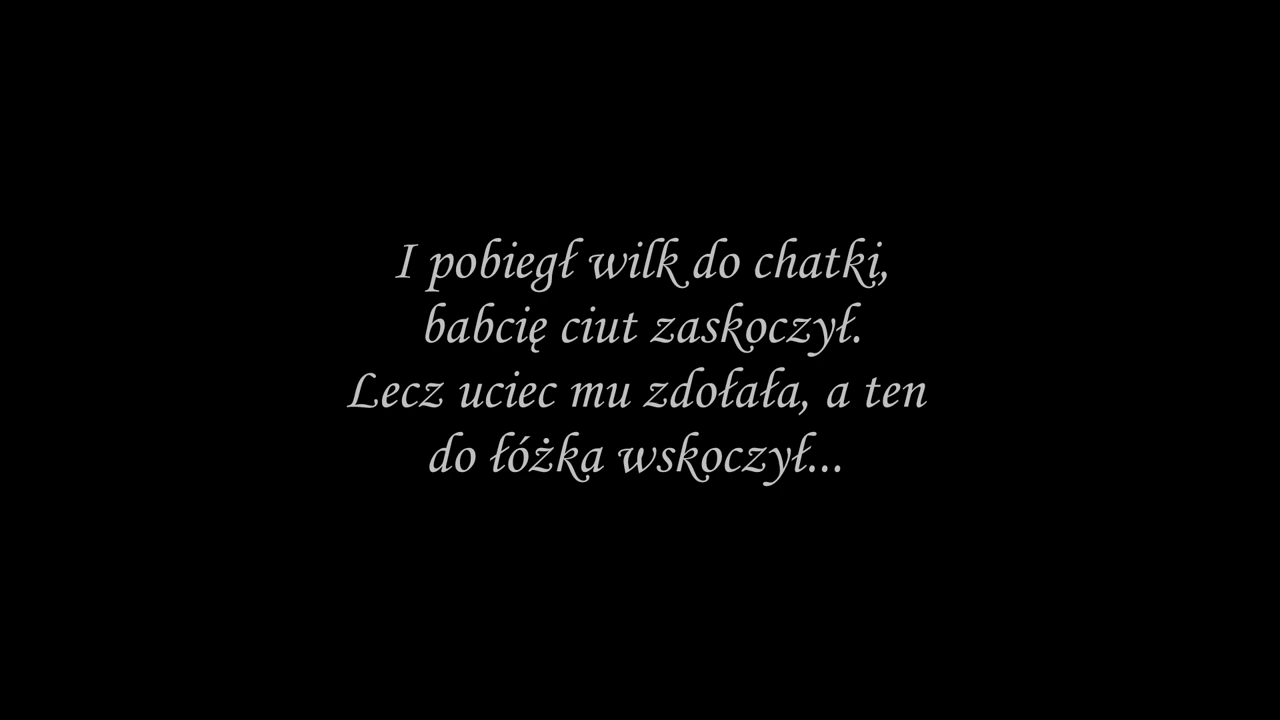 I pobiegł wilk do chatki,
babcię ciut zaskoczył.
Lecz uciec mu zdołała, a ten
do łóżka wskoczył...